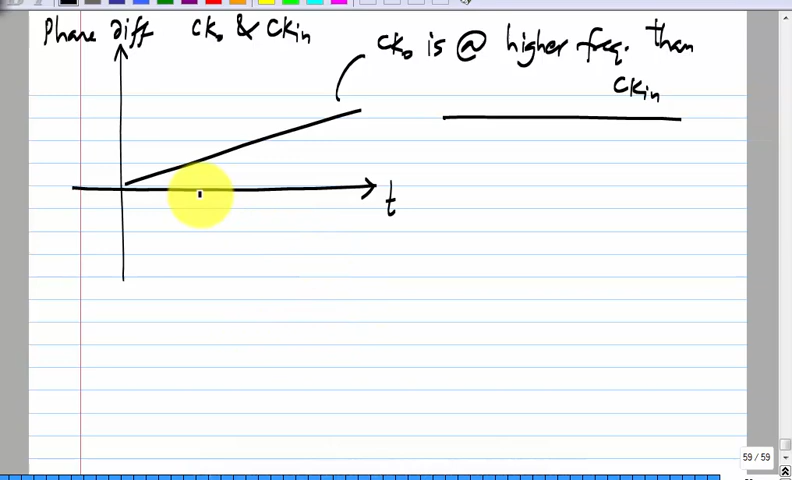 Phase diff CK₀ & CKin
CK₀ is @ higher freq. than
CKin
t
59 / 59